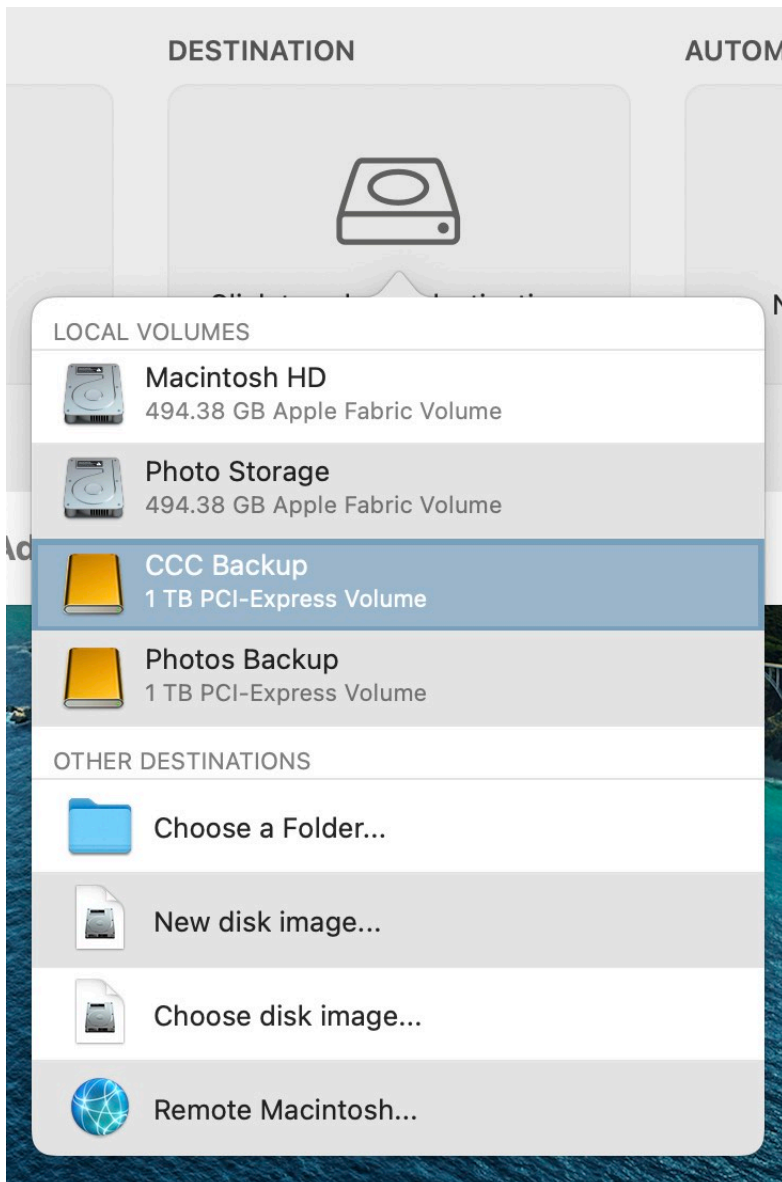 DESTINATION
AUTOM
LOCAL VOLUMES
Macintosh HD
494.38 GB Apple Fabric Volume
Photo Storage
494.38 GB Apple Fabric Volume
Ad
CCC Backup
1 TB PCI-Express Volume
Photos Backup
1 TB PCI-Express Volume
OTHER DESTINATIONS
Choose a Folder...
New disk image...
Choose disk image...
Remote Macintosh...